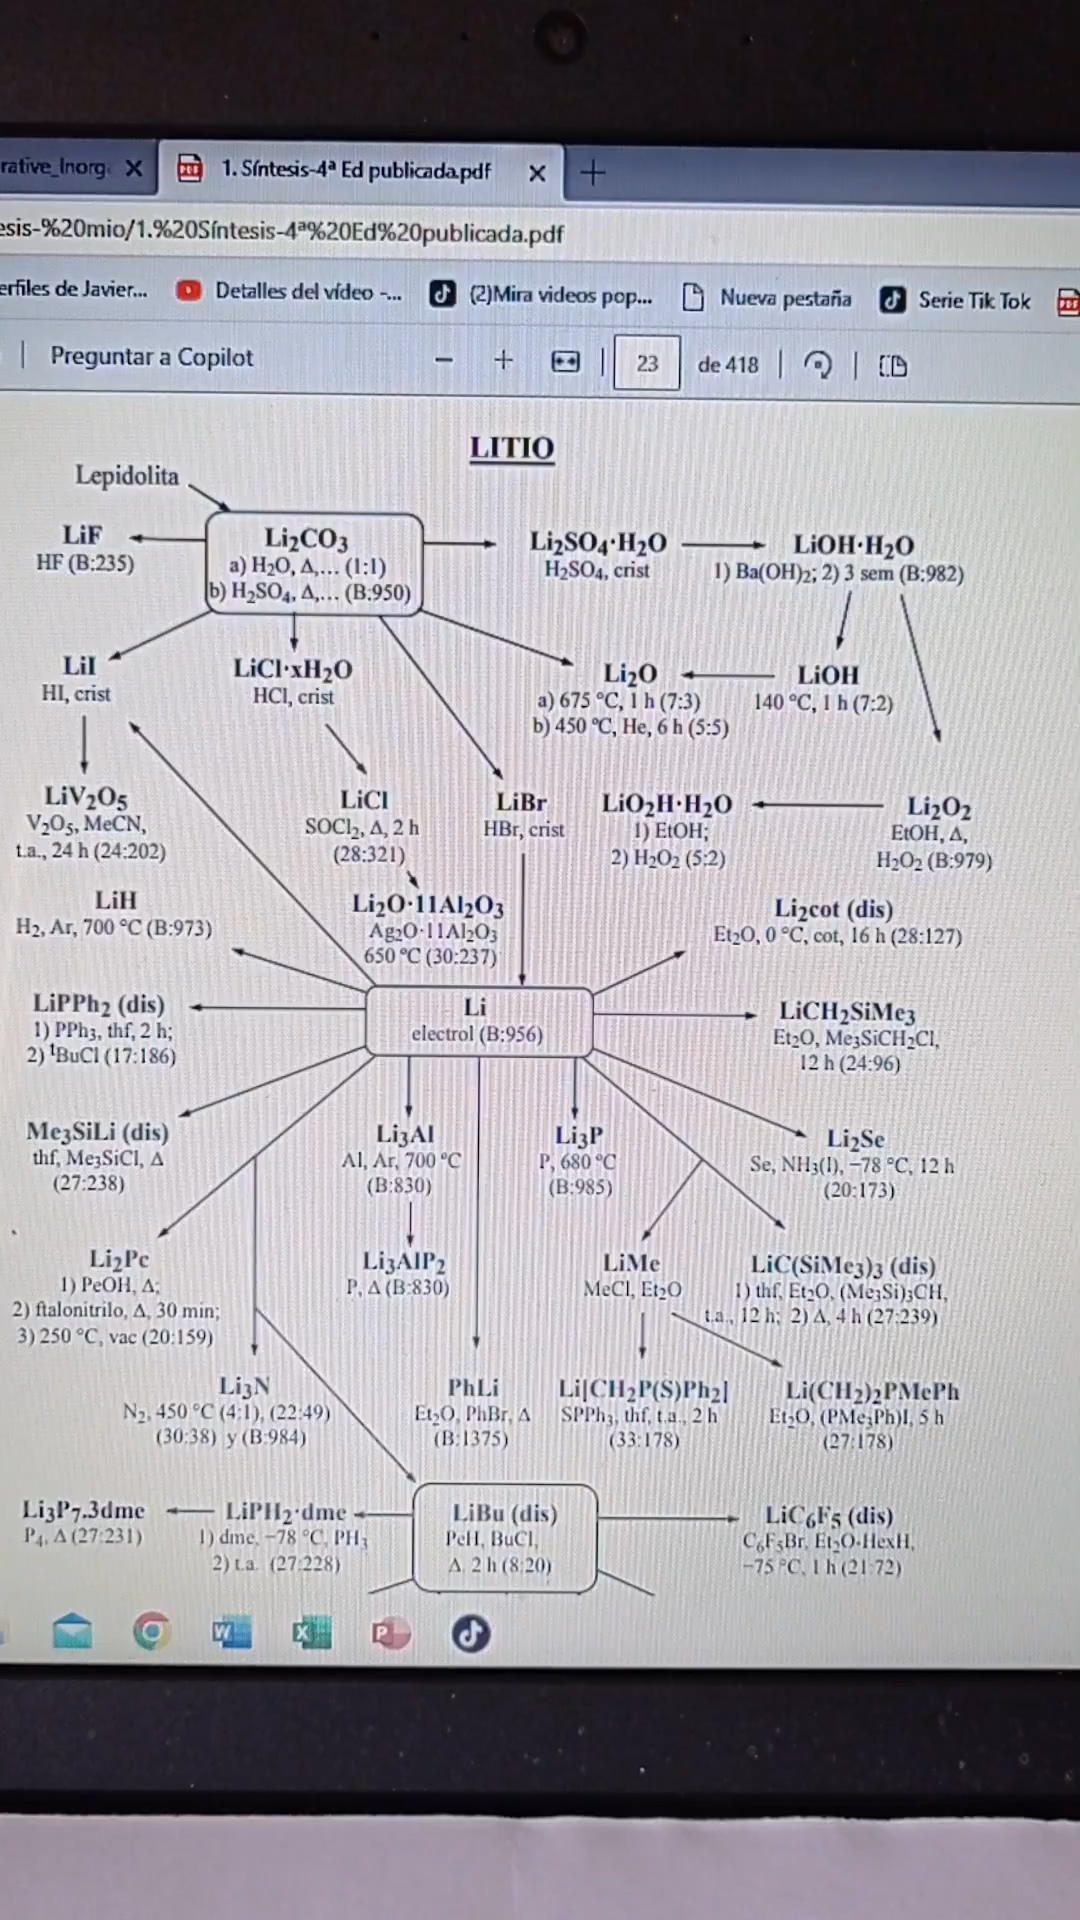 1. Síntesis-4ª Ed publicada.pdf
esis-%20mio/1.%20Síntesis-4ª%20Ed%20publicada.pdf
erfiles de Javier... Detalles del vídeo -... (2)Mira videos pop... Nueva pestaña Serie Tik Tok
Preguntar a Copilot 23 de 418
LITIO
Lepidolita
LiF
HF (B:235)
Li₂CO₃
a) H₂O, Δ,... (1:1)
b) H₂SO₄, Δ,... (B:950)
Li₂SO₄·H₂O
H₂SO₄, crist
LiOH·H₂O
1) Ba(OH)₂; 2) 3 sem (B:982)
LiI
HI, crist
LiCl·xH₂O
HCl, crist
Li₂O
a) 675 °C, 1 h (7:3)
b) 450 °C, He, 6 h (5:5)
LiOH
140 °C, 1 h (7:2)
LiV₂O₅
V₂O₅, MeCN,
t.a., 24 h (24:202)
LiCl
SOCl₂, Δ, 2 h
(28:321)
LiBr
HBr, crist
LiO₂H·H₂O
1) EtOH;
2) H₂O₂ (5:2)
Li₂O₂
EtOH, Δ,
H₂O₂ (B:979)
LiH
H₂, Ar, 700 °C (B:973)
Li₂O·11Al₂O₃
Ag₂O·11Al₂O₃
650 °C (30:237)
Li₂cot (dis)
Et₂O, 0 °C, cot, 16 h (28:127)
LiPPh₂ (dis)
1) PPh₃, thf, 2 h;
2) ᵗBuCl (17:186)
Li
electrol (B:956)
LiCH₂SiMe₃
Et₂O, Me₃SiCH₂Cl,
12 h (24:96)
Me₃SiLi (dis)
thf, Me₃SiCl, Δ
(27:238)
Li₃Al
Al, Ar, 700 °C
(B:830)
Li₃P
P, 680 °C
(B:985)
Li₂Se
Se, NH₃(l), −78 °C, 12 h
(20:173)
Li₂Pc
1) PeOH, Δ;
2) ftalonitrilo, Δ, 30 min;
3) 250 °C, vac (20:159)
Li₃AlP₂
P, Δ (B:830)
LiMe
MeCl, Et₂O
LiC(SiMe₃)₃ (dis)
1) thf, Et₂O, (Me₃Si)₃CH,
t.a., 12 h; 2) Δ, 4 h (27:239)
Li₃N
N₂, 450 °C (4:1), (22:49)
(30:38) y (B:984)
PhLi
Et₂O, PhBr, Δ
(B:1375)
Li[CH₂P(S)Ph₂]
SPPh₃, thf, t.a., 2 h
(33:178)
Li(CH₂)₂PMePh
Et₂O, (PMe₃Ph)I, 5 h
(27:178)
Li₃P₇.3dme
P₄, Δ (27:231)
LiPH₂·dme
1) dme, −78 °C, PH₃
2) t.a. (27:228)
LiBu (dis)
PeH, BuCl,
Δ, 2 h (8:20)
LiC₆F₅ (dis)
C₆F₅Br, Et₂O-HexH,
−75 °C, 1 h (21:72)